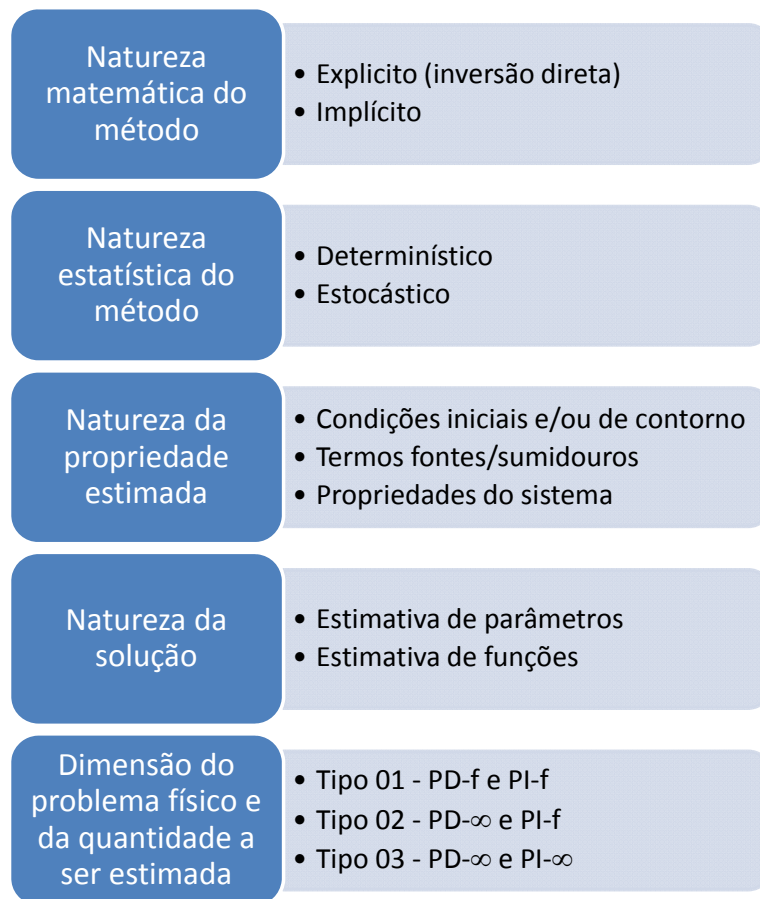 Natureza
matemática do
método
• Explicito (inversão direta)
• Implícito
Natureza
estatística do
método
• Determinístico
• Estocástico
Natureza da
propriedade
estimada
• Condições iniciais e/ou de contorno
• Termos fontes/sumidouros
• Propriedades do sistema
Natureza da
solução
• Estimativa de parâmetros
• Estimativa de funções
Dimensão do
problema físico e
da quantidade a
ser estimada
• Tipo 01 - PD-f e PI-f
• Tipo 02 - PD-∞ e PI-f
• Tipo 03 - PD-∞ e PI-∞